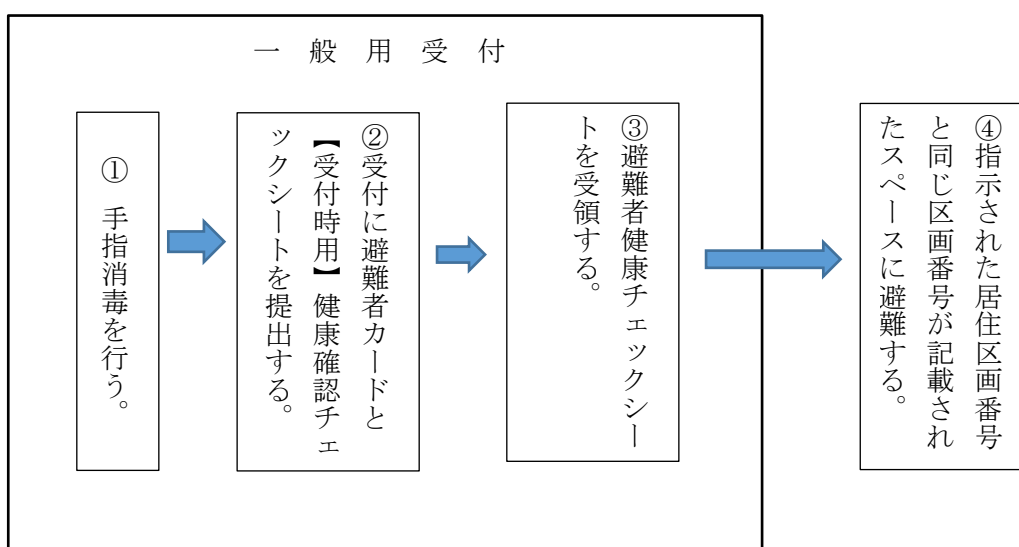 一般用受付
① 手指消毒を行う。
②受付に避難者カードと
【受付時用】健康確認チェ
ックシートを提出する。
③避難者健康チェックシー
トを受領する。
④指示された居住区画番号
と同じ区画番号が記載され
たスペースに避難する。